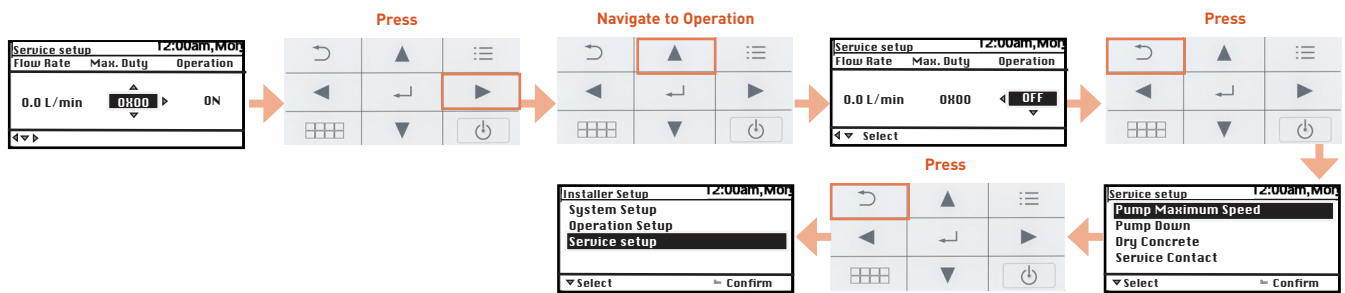 Press
Navigate to Operation
Press
Service setup 12:00am,Mon
Flow Rate Max. Duty Operation
0.0 L/min 0X00 ON
Service setup 12:00am,Mon
Flow Rate Max. Duty Operation
0.0 L/min 0X00 OFF
Select
Press
Installer Setup 12:00am,Mon
System Setup
Operation Setup
Service setup
Select Confirm
Service setup 12:00am,Mon
Pump Maximum Speed
Pump Down
Dry Concrete
Service Contact
Select Confirm